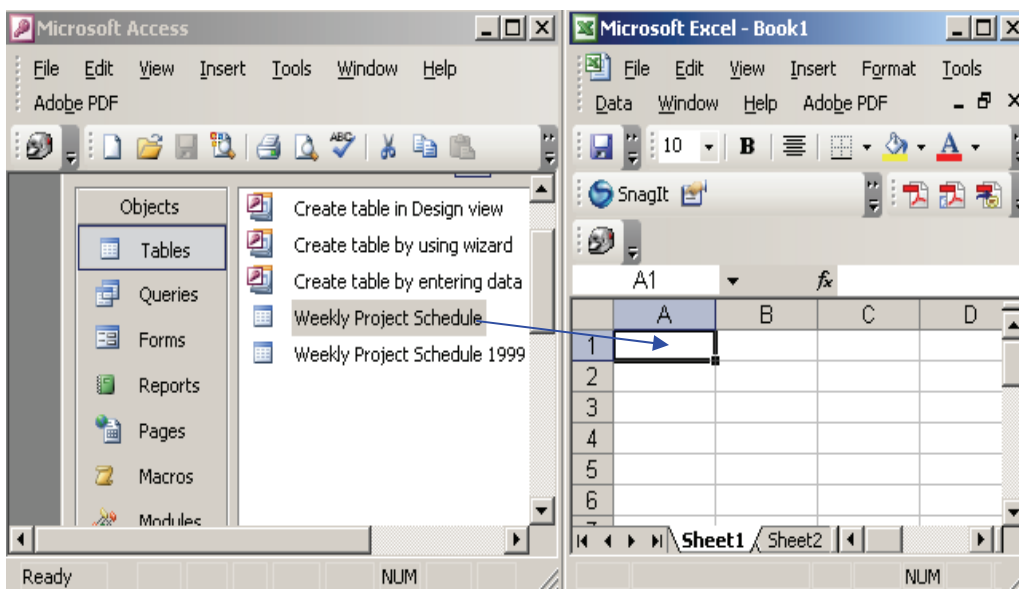 Microsoft Access
File Edit View Insert Tools Window Help
Adobe PDF
ABC
Objects
Tables
Queries
Forms
Reports
Pages
Macros
Modules
Create table in Design view
Create table by using wizard
Create table by entering data
Weekly Project Schedule
Weekly Project Schedule 1999
Ready NUM
Microsoft Excel - Book1
File Edit View Insert Format Tools
Data Window Help Adobe PDF
10 B A
SnagIt
A1 fx
A B C D
1
2
3
4
5
6
7
Sheet1 Sheet2
NUM